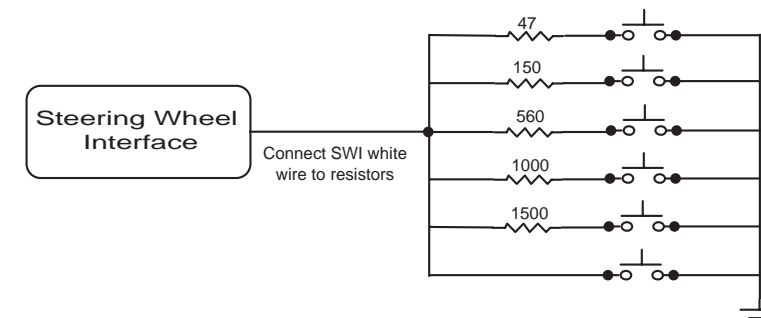 47
150
Steering Wheel
Interface
560
Connect SWI white
wire to resistors
1000
1500